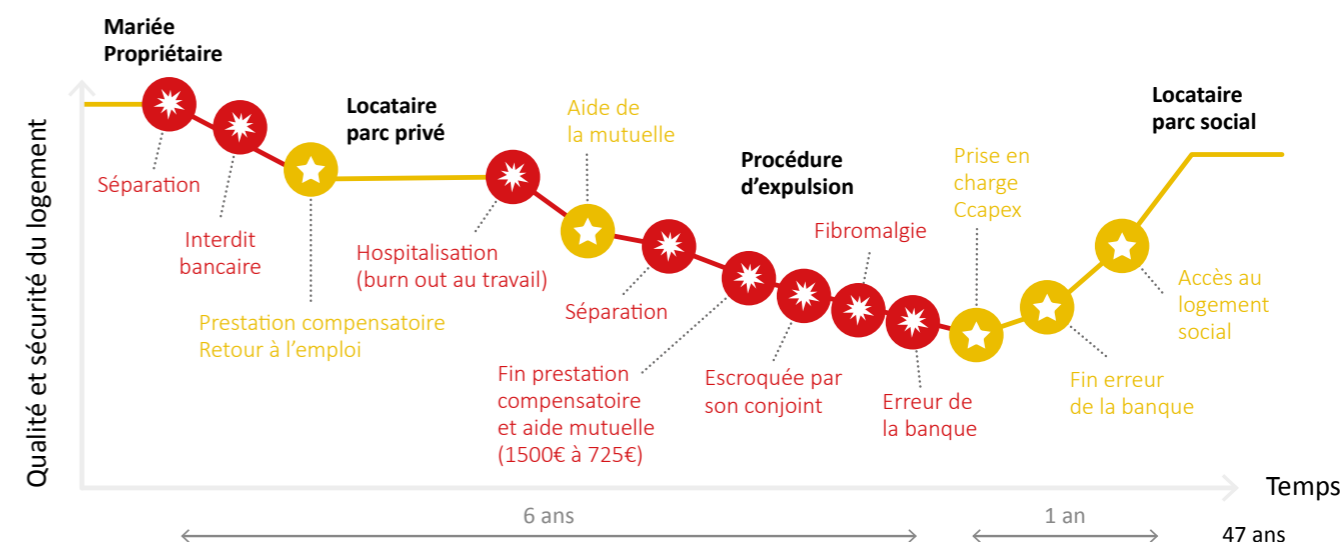 Mariée
Propriétaire
Qualité et sécurité du logement
Séparation
Interdit
bancaire
Prestation compensatoire
Retour à l’emploi
Locataire
parc privé
Hospitalisation
(burn out au travail)
Aide de
la mutuelle
Séparation
Fin prestation
compensatoire
et aide mutuelle
(1500€ à 725€)
Procédure
d’expulsion
Escroquée par
son conjoint
Fibromalgie
Erreur de
la banque
Prise en
charge
Ccapex
Fin erreur
de la banque
Accès au
logement
social
Locataire
parc social
Temps
6 ans
1 an
47 ans